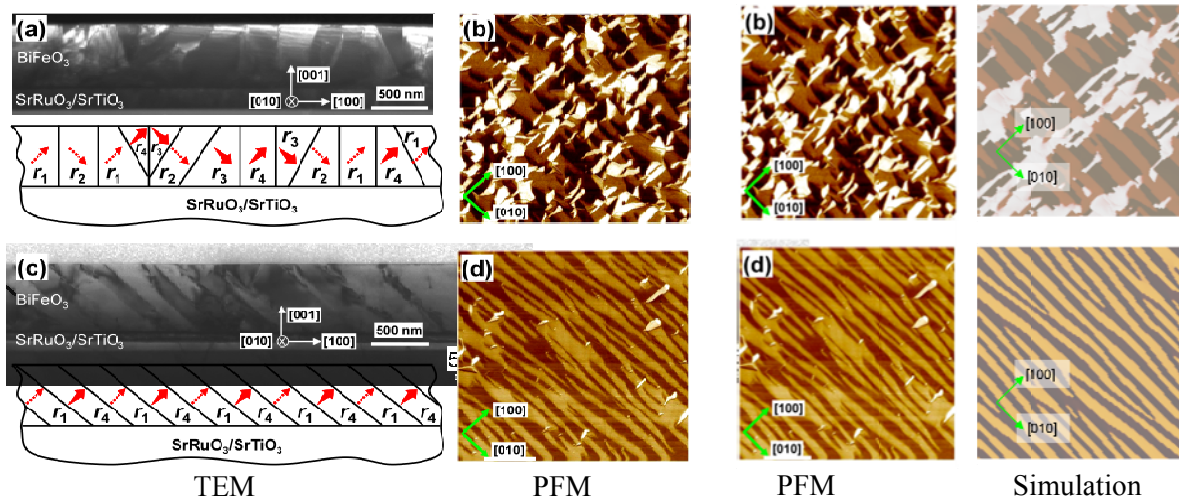 (a)
BiFeO3
[001]
SrRuO3/SrTiO3
[010] [100]
500 nm
r1 r2 r1 r4 r3 r2 r3 r4 r3 r2 r1 r4 r1
SrRuO3/SrTiO3
(b)
[100]
[010]
(b)
[100]
[010]
[100]
[010]
(c)
BiFeO3
[001]
SrRuO3/SrTiO3
[010] [100]
500 nm
5
r1 r4 r1 r4 r1 r4 r1 r4 r1 r4
SrRuO3/SrTiO3
(d)
[100]
[010]
(d)
[100]
[010]
[100]
[010]
TEM PFM PFM Simulation